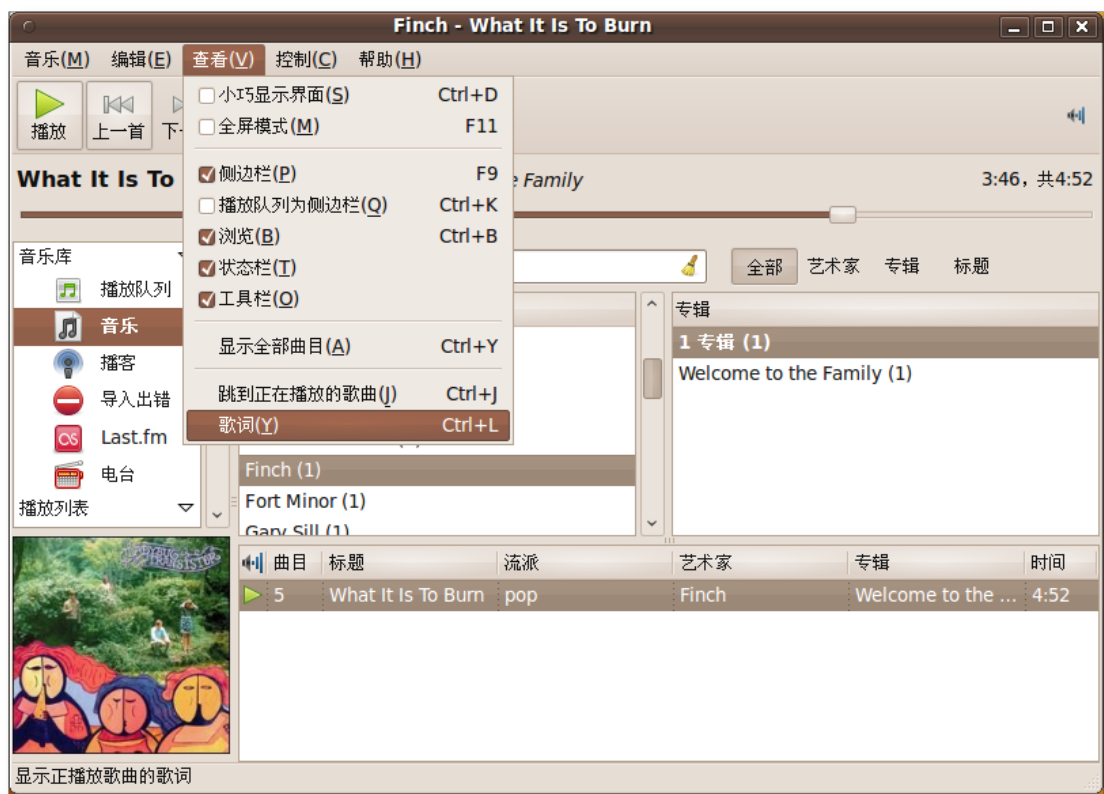 Finch - What It Is To Burn
音乐(M) 编辑(E) 查看(V) 控制(C) 帮助(H)
小巧显示界面(S) Ctrl+D
全屏模式(M) F11
侧边栏(P) F9
播放队列为侧边栏(Q) Ctrl+K
浏览(B) Ctrl+B
状态栏(T)
工具栏(O)
显示全部曲目(A) Ctrl+Y
跳到正在播放的歌曲(J) Ctrl+J
歌词(Y) Ctrl+L
播放 上一首
What It Is To Family 3:46，共4:52
音乐库
播放队列
音乐
播客
导入出错
Last.fm
电台
播放列表
全部 艺术家 专辑 标题
专辑
1 专辑 (1)
Welcome to the Family (1)
Finch (1)
Fort Minor (1)
Gary Sill (1)
曲目 标题 流派 艺术家 专辑 时间
5 What It Is To Burn pop Finch Welcome to the ... 4:52
显示正播放歌曲的歌词